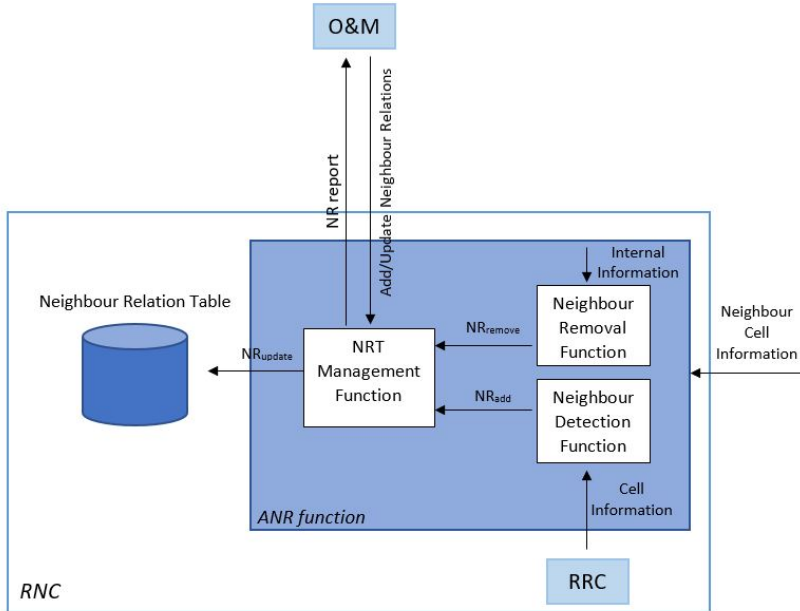 O&M
NR report
Add/Update Neighbour Relations
Internal
Information
Neighbour Relation Table
Neighbour
Removal
Function
Neighbour
Cell
Information
NRremove
NRT
Management
Function
NRupdate
NRadd
Neighbour
Detection
Function
Cell
Information
ANR function
RRC
RNC